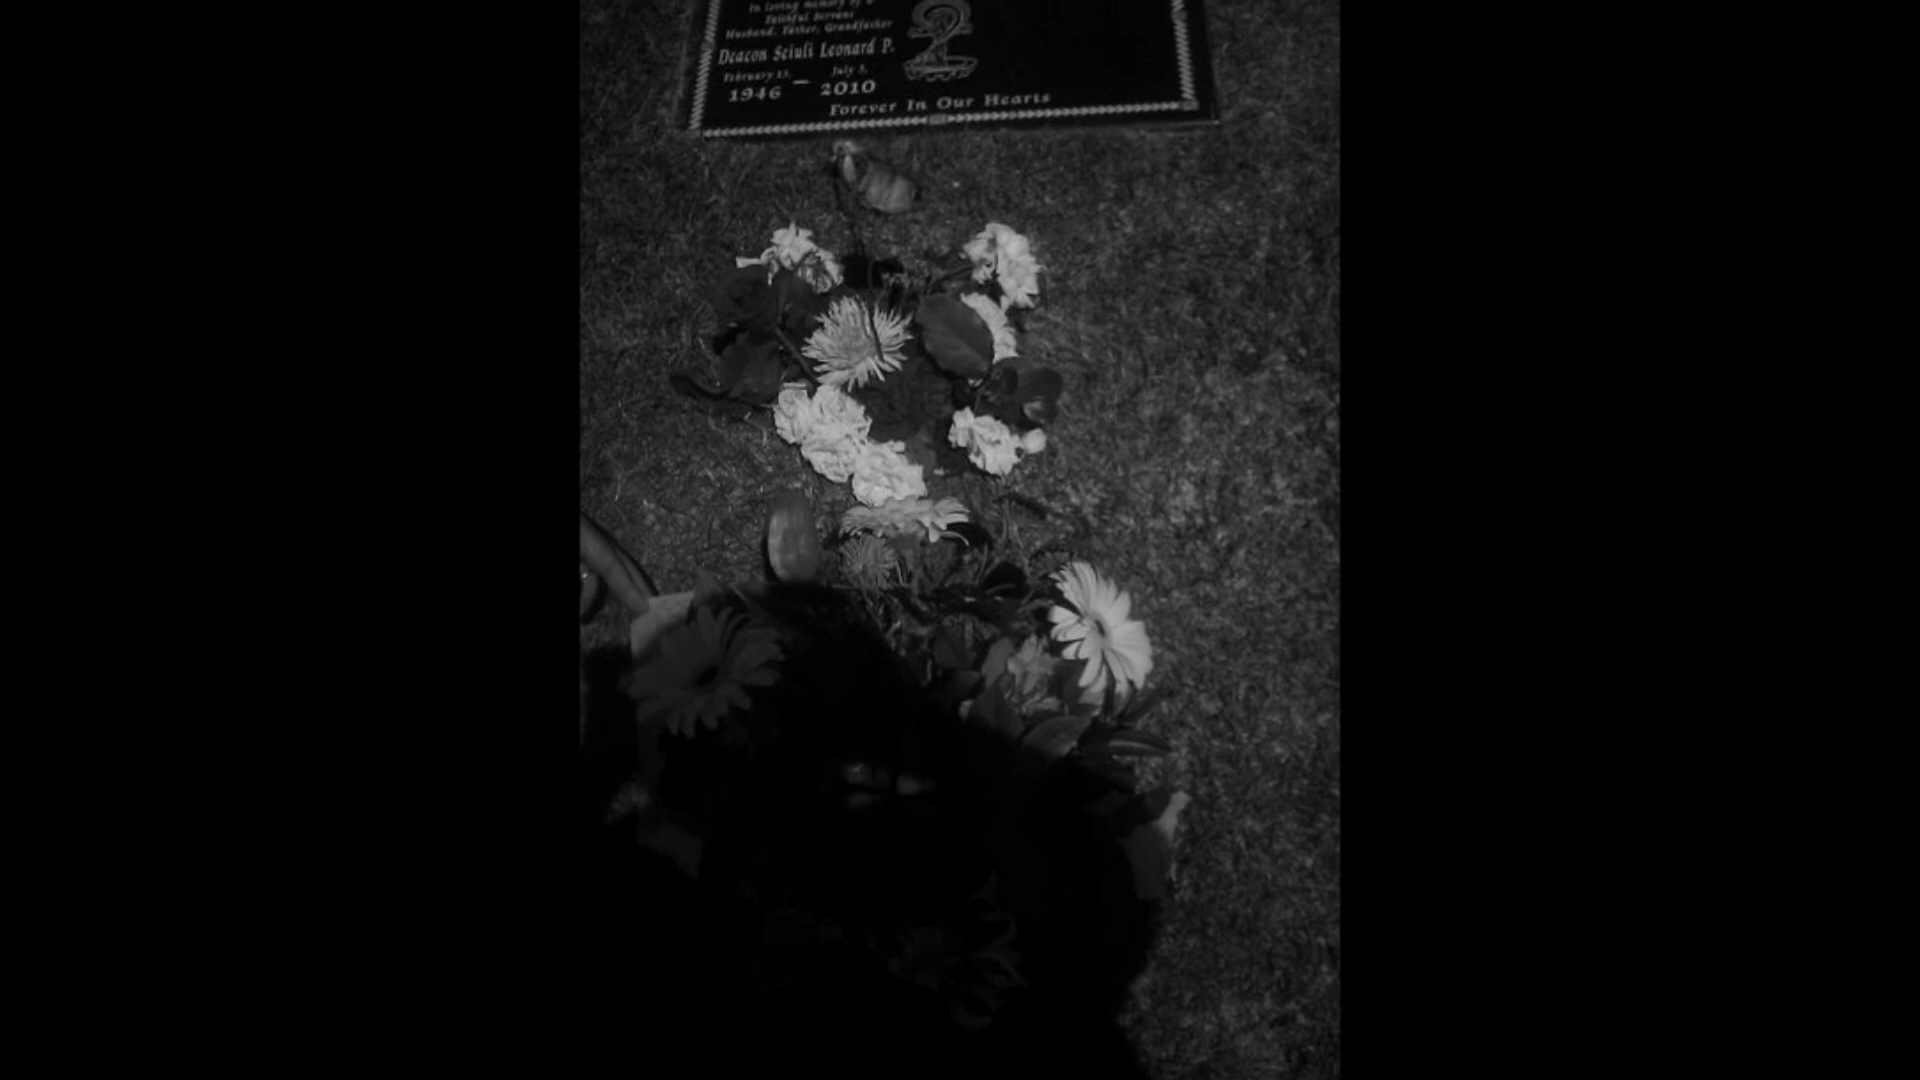 In loving memory of a
Faithful Servant
Husband, Father, Grandfather
Deacon Sciuli Leonard P.
February 13, July 5,
1946 – 2010
Forever In Our Hearts